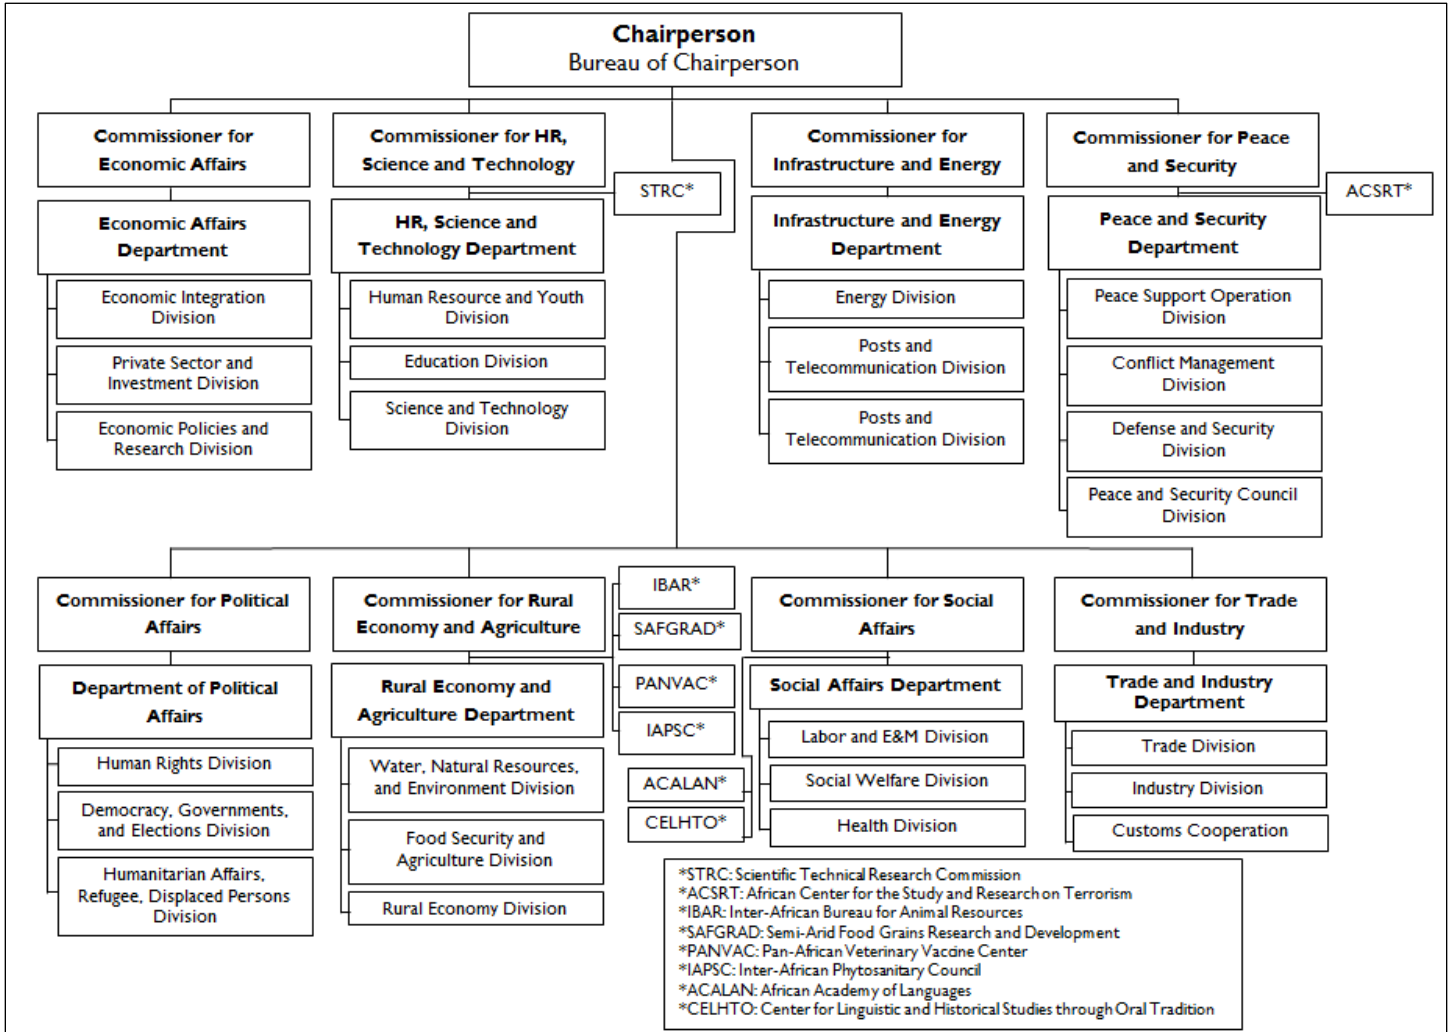 Chairperson
Bureau of Chairperson
Commissioner for
Economic Affairs
Commissioner for HR,
Science and Technology
Commissioner for
Infrastructure and Energy
Commissioner for Peace
and Security
STRC*
ACSRT*
Economic Affairs
Department
HR, Science and
Technology Department
Infrastructure and Energy
Department
Peace and Security
Department
Economic Integration
Division
Private Sector and
Investment Division
Economic Policies and
Research Division
Human Resource and Youth
Division
Education Division
Science and Technology
Division
Energy Division
Posts and
Telecommunication Division
Posts and
Telecommunication Division
Peace Support Operation
Division
Conflict Management
Division
Defense and Security
Division
Peace and Security Council
Division
Commissioner for Political
Affairs
Commissioner for Rural
Economy and Agriculture
IBAR*
SAFGRAD*
PANVAC*
IAPSC*
Commissioner for Social
Affairs
Commissioner for Trade
and Industry
Department of Political
Affairs
Rural Economy and
Agriculture Department
Social Affairs Department
Trade and Industry
Department
Human Rights Division
Democracy, Governments,
and Elections Division
Humanitarian Affairs,
Refugee, Displaced Persons
Division
Water, Natural Resources,
and Environment Division
Food Security and
Agriculture Division
Rural Economy Division
ACALAN*
CELHTO*
Labor and E&M Division
Social Welfare Division
Health Division
Trade Division
Industry Division
Customs Cooperation
*STRC: Scientific Technical Research Commission
*ACSRT: African Center for the Study and Research on Terrorism
*IBAR: Inter-African Bureau for Animal Resources
*SAFGRAD: Semi-Arid Food Grains Research and Development
*PANVAC: Pan-African Veterinary Vaccine Center
*IAPSC: Inter-African Phytosanitary Council
*ACALAN: African Academy of Languages
*CELHTO: Center for Linguistic and Historical Studies through Oral Tradition